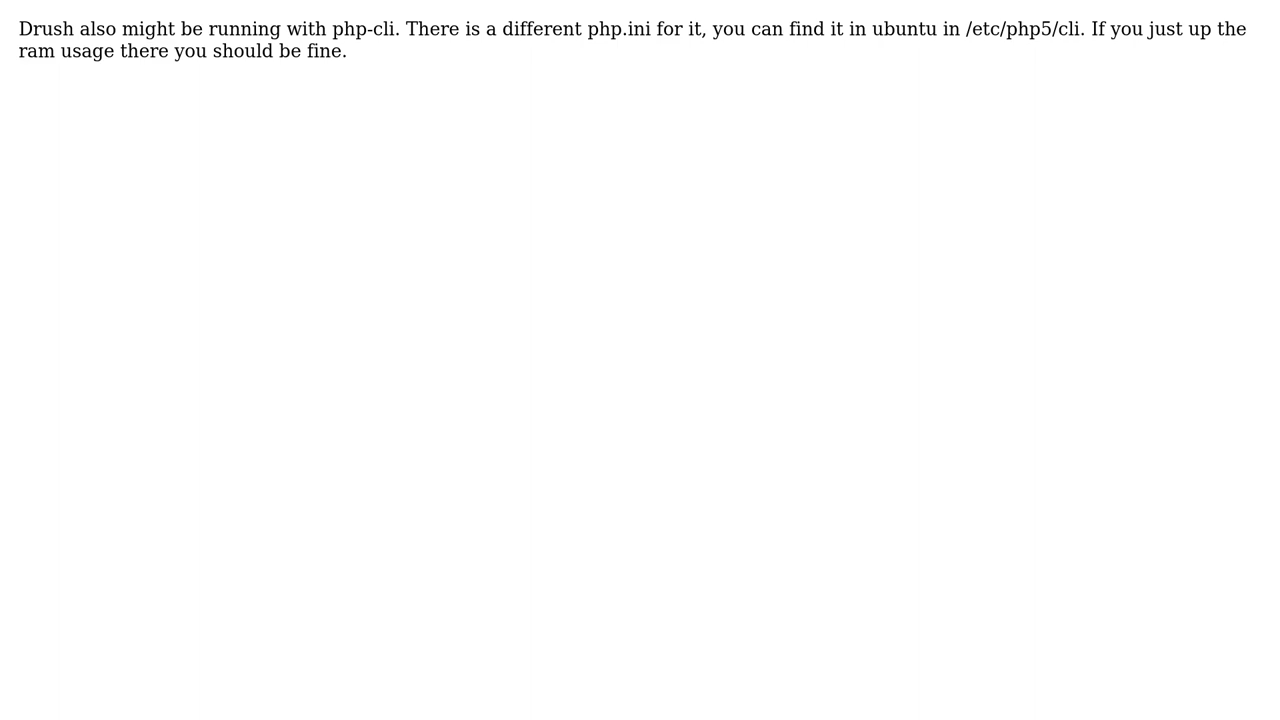 Drush also might be running with php-cli. There is a different php.ini for it, you can find it in ubuntu in /etc/php5/cli. If you just up the
ram usage there you should be fine.